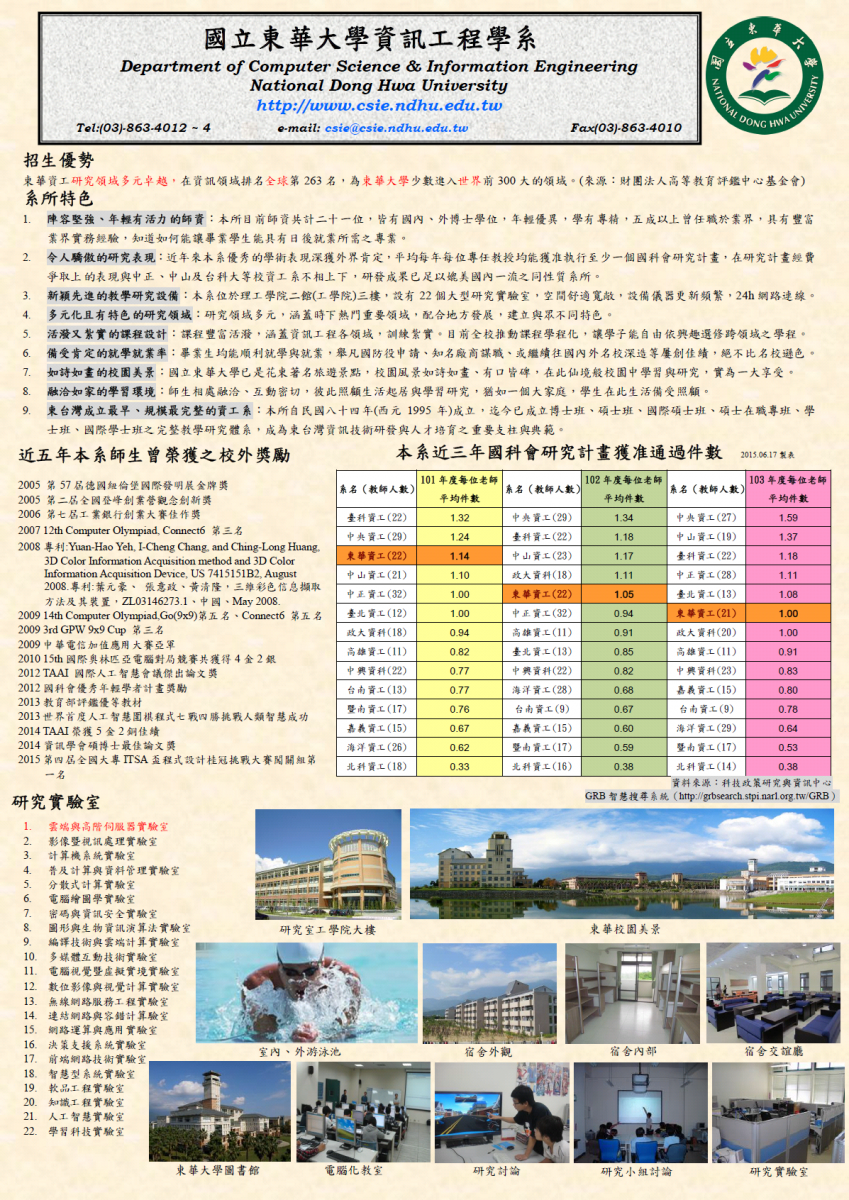 國立東華大學資訊工程學系
Department of Computer Science & Information Engineering
National Dong Hwa University
http://www.csie.ndhu.edu.tw
Tel:(03)-863-4012 ~ 4 e-mail: csie@csie.ndhu.edu.tw Fax(03)-863-4010
國立東華大學
NATIONAL DONG HWA UNIVERSITY
招生優勢
東華資工研究領域多元卓越，在資訊領域排名全球第 263 名，為東華大學少數進入世界前 300 大的領域。(來源：財團法人高等教育評鑑中心基金會)
系所特色
1. 陣容堅強、年輕有活力的師資：本所目前師資共計二十一位，皆有國內、外博士學位，年輕優異，學有專精，五成以上曾任職於業界，具有豐富
業界實務經驗，知道如何能讓畢業學生能具有日後就業所需之專業。
2. 令人驕傲的研究表現：近年來本系優秀的學術表現深獲外界肯定，平均每年每位專任教授均能獲准執行至少一個國科會研究計畫，在研究計畫經費
爭取上的表現與中正、中山及台科大等校資工系不相上下，研發成果已足以媲美國內一流之同性質系所。
3. 新穎先進的教學研究設備：本系位於理工學院二館(工學院)三樓，設有 22 個大型研究實驗室，空間舒適寬敞，設備儀器更新頻繁，24h 網路連線。
4. 多元化且有特色的研究領域：研究領域多元，涵蓋時下熱門重要領域，配合地方發展，建立與眾不同特色。
5. 活潑又紮實的課程設計：課程豐富活潑，涵蓋資訊工程各領域，訓練紮實。目前全校推動課程學程化，讓學子能自由依興趣選修跨領域之學程。
6. 備受肯定的就學就業率：畢業生均能順利就學與就業，舉凡國防役申請、知名廠商謀職、或繼續往國內外名校深造等屢創佳績，絕不比名校遜色。
7. 如詩如畫的校園美景：國立東華大學已是花東著名旅遊景點，校園風景如詩如畫、有口皆碑，在此仙境般校園中學習與研究，實為一大享受。
8. 融洽如家的學習環境：師生相處融洽、互動密切，彼此照顧生活起居與學習研究，猶如一個大家庭，學生在此生活備受照顧。
9. 東台灣成立最早、規模最完整的資工系：本所自民國八十四年(西元 1995 年)成立，迄今已成立博士班、碩士班、國際碩士班、碩士在職專班、學
士班、國際學士班之完整教學研究體系，成為東台灣資訊技術研發與人才培育之重要支柱與典範。
近五年本系師生曾榮獲之校外獎勵
2005 第 57 屆德國紐倫堡國際發明展金牌獎
2005 第二屆全國登峰創業營觀念創新獎
2006 第七屆工業銀行創業大賽佳作獎
2007 12th Computer Olympiad, Connect6 第三名
2008 專利:Yuan-Hao Yeh, I-Cheng Chang, and Ching-Long Huang,
3D Color Information Acquisition method and 3D Color
Information Acquisition Device, US 7415151B2, August
2008.專利:葉元豪、 張意政、黃清隆，三維彩色信息擷取
方法及其裝置，ZL03146273.1、中國、May 2008.
2009 14th Computer Olympiad,Go(9x9)第五名、Connect6 第五名
2009 3rd GPW 9x9 Cup 第三名
2009 中華電信加值應用大賽亞軍
2010 15th 國際奧林匹亞電腦對局競賽共獲得 4 金 2 銀
2012 TAAI 國際人工智慧會議傑出論文獎
2012 國科會優秀年輕學者計畫獎勵
2013 教育部評鑑優等教材
2013 世界首度人工智慧圍棋程式七戰四勝挑戰人類智慧成功
2014 TAAI 榮獲 5 金 2 銅佳績
2014 資訊學會碩博士最佳論文獎
2015 第四屆全國大專 ITSA 盃程式設計桂冠挑戰大賽闖關組第
一名
本系近三年國科會研究計畫獲准通過件數 2015.06.17 製表
系名（教師人數） 101 年度每位老師平均件數 系名（教師人數） 102 年度每位老師平均件數 系名（教師人數） 103 年度每位老師平均件數
臺科資工(22) 1.32 中央資工(29) 1.34 中央資工(27) 1.59
中央資工(29) 1.24 臺科資工(22) 1.18 中山資工(19) 1.37
東華資工(22) 1.14 中山資工(23) 1.17 臺科資工(22) 1.18
中山資工(21) 1.10 政大資科(18) 1.11 中正資工(28) 1.11
中正資工(32) 1.00 東華資工(22) 1.05 臺北資工(13) 1.08
臺北資工(12) 1.00 中正資工(32) 0.94 東華資工(21) 1.00
政大資科(18) 0.94 高雄資工(11) 0.91 政大資科(20) 1.00
高雄資工(11) 0.82 臺北資工(13) 0.85 高雄資工(11) 0.91
中興資科(22) 0.77 中興資科(22) 0.82 中興資科(23) 0.83
台南資工(13) 0.77 海洋資工(28) 0.68 嘉義資工(15) 0.80
暨南資工(17) 0.76 台南資工(9) 0.67 台南資工(9) 0.78
嘉義資工(15) 0.67 嘉義資工(15) 0.60 海洋資工(29) 0.64
海洋資工(26) 0.62 暨南資工(17) 0.59 暨南資工(17) 0.53
北科資工(18) 0.33 北科資工(16) 0.38 北科資工(14) 0.38
資料來源：科技政策研究與資訊中心
GRB 智慧搜尋系統（http://grbsearch.stpi.narl.org.tw/GRB）
研究實驗室
1. 雲端與高階伺服器實驗室
2. 影像暨視訊處理實驗室
3. 計算機系統實驗室
4. 普及計算與資料管理實驗室
5. 分散式計算實驗室
6. 電腦繪圖學實驗室
7. 密碼與資訊安全實驗室
8. 圖形與生物資訊演算法實驗室
9. 編譯技術與雲端計算實驗室
10. 多媒體互動技術實驗室
11. 電腦視覺暨虛擬實境實驗室
12. 數位影像與視覺計算實驗室
13. 無線網路服務工程實驗室
14. 連結網路與容錯計算實驗室
15. 網路運算與應用實驗室
16. 決策支援系統實驗室
17. 前端網路技術實驗室
18. 智慧型系統實驗室
19. 軟品工程實驗室
20. 知識工程實驗室
21. 人工智慧實驗室
22. 學習科技實驗室
研究室工學院大樓
東華校園美景
室內、外游泳池
宿舍外觀
宿舍內部
宿舍交誼廳
東華大學圖書館
電腦化教室
研究討論
研究小組討論
研究實驗室